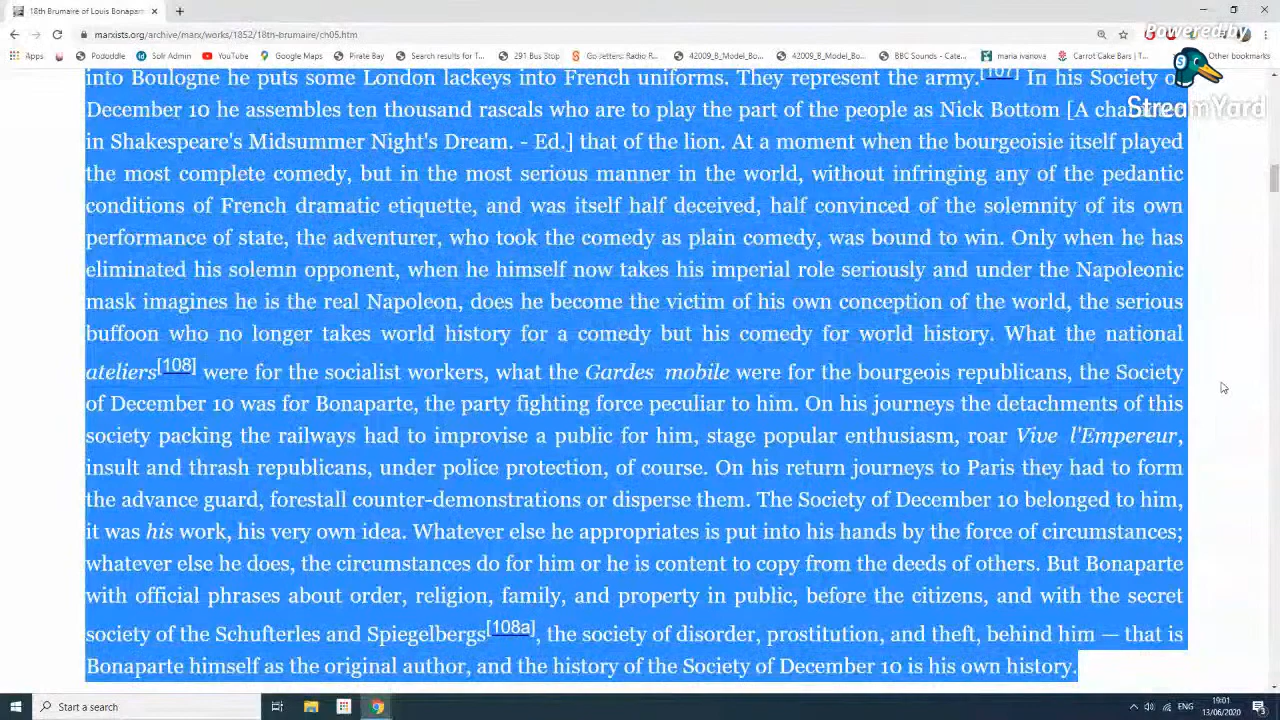 18th Brumaire of Louis Bonapar
marxists.org/archive/marx/works/1852/18th-brumaire/ch05.htm
Powered by
Apps Pododdle Solr Admin YouTube Google Maps Pirate Search results for T... 291 Bus Stop Go Jetters: Radio R... 42009_B_Model_Bo... 42009_B_Model_Bo... BBC Sounds - Cate... maria ivanova Carrot Cake Bars | T... Other bookmarks
StreamYard
into Boulogne he puts some London lackeys into French uniforms. They represent the army.[107] In his Society of
December 10 he assembles ten thousand rascals who are to play the part of the people as Nick Bottom [A
in Shakespeare's Midsummer Night's Dream. - Ed.] that of the lion. At a moment when the bourgeoisie itself played
the most complete comedy, but in the most serious manner in the world, without infringing any of the pedantic
conditions of French dramatic etiquette, and was itself half deceived, half convinced of the solemnity of its own
performance of state, the adventurer, who took the comedy as plain comedy, was bound to win. Only when he has
eliminated his solemn opponent, when he himself now takes his imperial role seriously and under the Napoleonic
mask imagines he is the real Napoleon, does he become the victim of his own conception of the world, the serious
buffoon who no longer takes world history for a comedy but his comedy for world history. What the national
ateliers[108] were for the socialist workers, what the Gardes mobile were for the bourgeois republicans, the Society
of December 10 was for Bonaparte, the party fighting force peculiar to him. On his journeys the detachments of this
society packing the railways had to improvise a public for him, stage popular enthusiasm, roar Vive l'Empereur,
insult and thrash republicans, under police protection, of course. On his return journeys to Paris they had to form
the advance guard, forestall counter-demonstrations or disperse them. The Society of December 10 belonged to him,
it was his work, his very own idea. Whatever else he appropriates is put into his hands by the force of circumstances;
whatever else he does, the circumstances do for him or he is content to copy from the deeds of others. But Bonaparte
with official phrases about order, religion, family, and property in public, before the citizens, and with the secret
society of the Schufterles and Spiegelbergs[108a], the society of disorder, prostitution, and theft, behind him — that is
Bonaparte himself as the original author, and the history of the Society of December 10 is his own history.
Start a search
ENG
19:01
13/06/2020
3